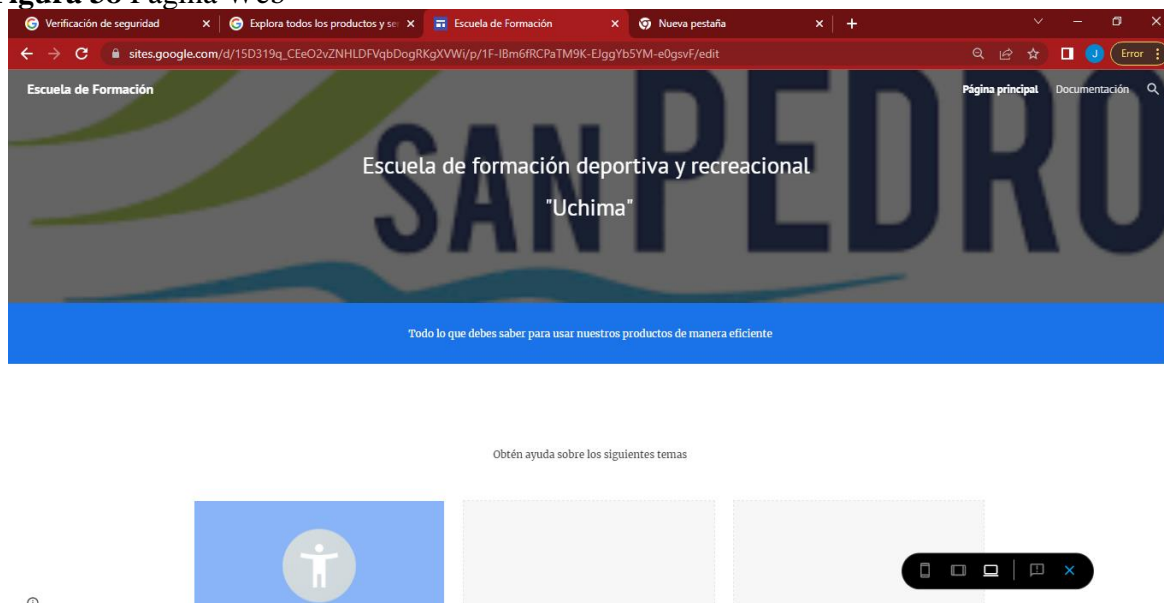 Figura 38 Página Web
Verificación de seguridad
Explora todos los productos y se
Escuela de Formación
Nueva pestaña
sites.google.com/d/15D319q_CEeO2vZNHLDFVqbDogRKgXVWi/p/1F-IBm6fRCPaTM9K-EJggYb5YM-e0gsvF/edit
J
Error
Escuela de Formación
Página principal
Documentación
SAN PEDRO
Escuela de formación deportiva y recreacional
"Uchima"
Todo lo que debes saber para usar nuestros productos de manera eficiente
Obtén ayuda sobre los siguientes temas